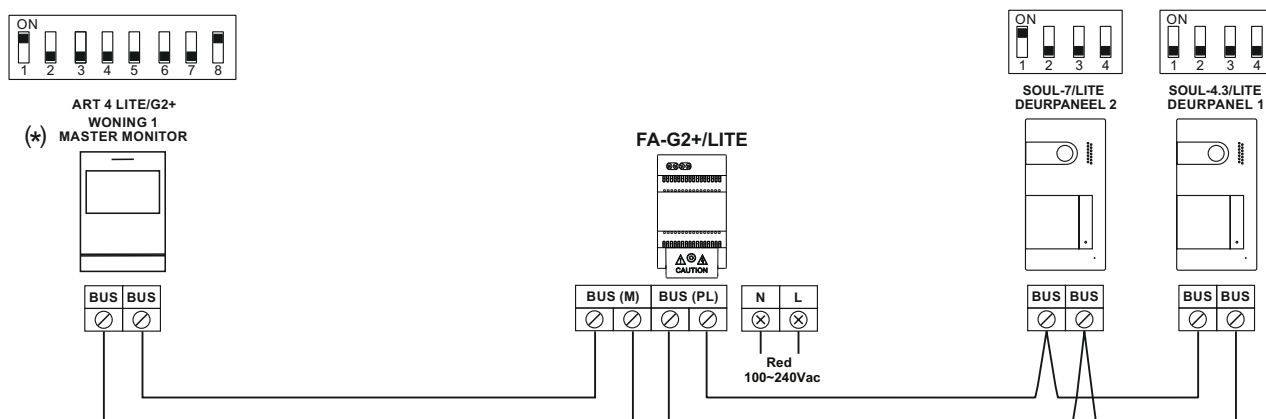 ON
1 2 3 4 5 6 7 8
ART 4 LITE/G2+
WONING 1
(*) MASTER MONITOR
BUS BUS
FA-G2+/LITE
CAUTION
BUS (M) BUS (PL) N L
Red
100~240Vac
ON
1 2 3 4
SOUL-7/LITE
DEURPANEEL 2
BUS BUS
ON
1 2 3 4
SOUL-4.3/LITE
DEURPANEL 1
BUS BUS